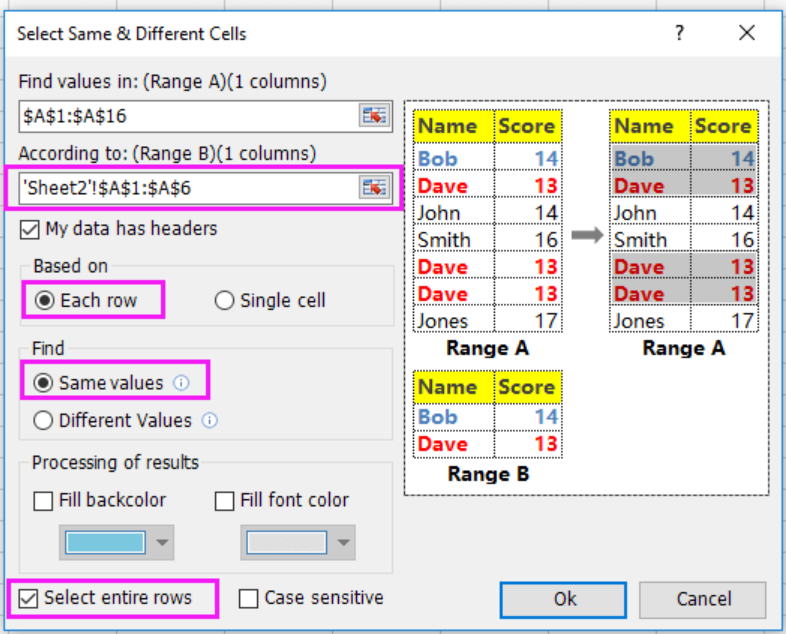 Select Same & Different Cells
?
Find values in: (Range A)(1 columns)
$A$1:$A$16
According to: (Range B)(1 columns)
'Sheet2'!$A$1:$A$6
My data has headers
Based on
Each row
Single cell
Find
Same values
Different Values
Processing of results
Fill backcolor
Fill font color
Select entire rows
Case sensitive
Name Score
Bob 14
Dave 13
John 14
Smith 16
Dave 13
Dave 13
Jones 17
Range A
Name Score
Bob 14
Dave 13
John 14
Smith 16
Dave 13
Dave 13
Jones 17
Range A
Name Score
Bob 14
Dave 13
Range B
Ok
Cancel